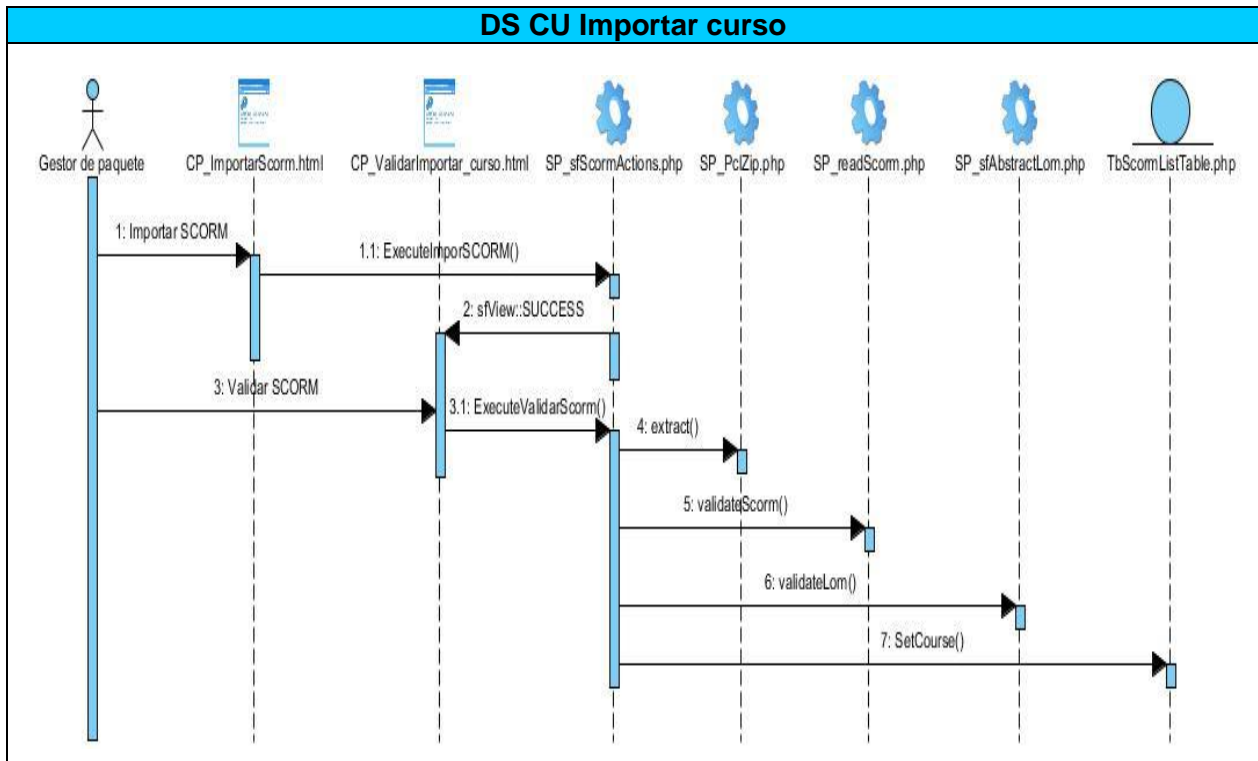 DS CU Importar curso
Gestor de paquete
CP_ImportarScorm.html
CP_ValidarImportar_curso.html
SP_sfScormActions.php
SP_PclZip.php
SP_readScorm.php
SP_sfAbstractLom.php
TbScormListTable.php
1: Importar SCORM
1.1: ExecuteImporSCORM()
2: sfView::SUCCESS
3: Validar SCORM
3.1: ExecuteValidarScorm()
4: extract()
5: validateScorm()
6: validateLom()
7: SetCourse()